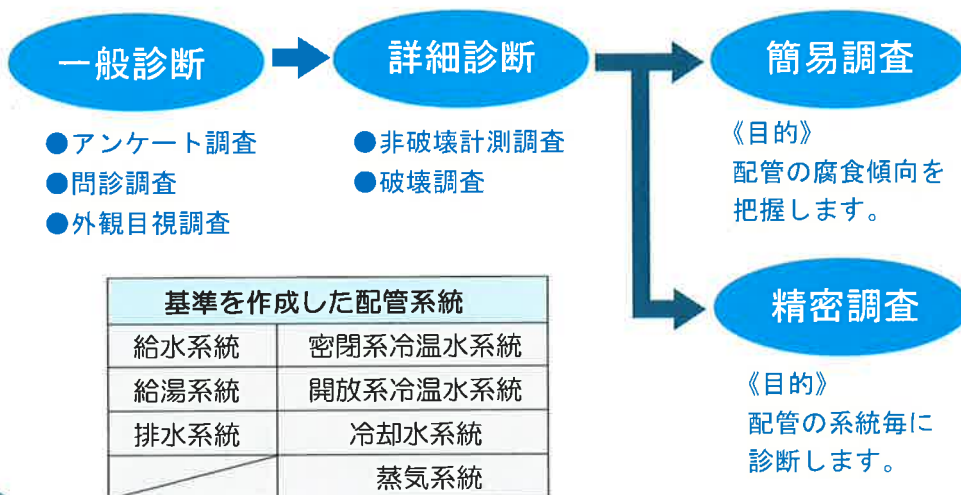 一般診断
詳細診断
簡易調査
●アンケート調査
●問診調査
●外観目視調査
●非破壊計測調査
●破壊調査
《目的》
配管の腐食傾向を
把握します。
精密調査
《目的》
配管の系統毎に
診断します。
基準を作成した配管系統
給水系統 密閉系冷温水系統
給湯系統 開放系冷温水系統
排水系統 冷却水系統
蒸気系統